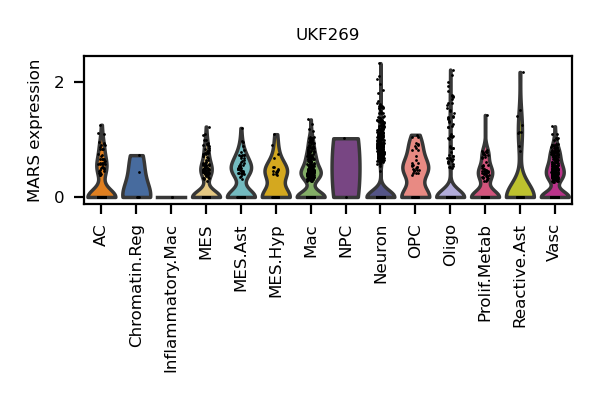 UKF269
MARS expression
2
0
AC
Chromatin.Reg
Inflammatory.Mac
MES
MES.Ast
MES.Hyp
Mac
NPC
Neuron
OPC
Oligo
Prolif.Metab
Reactive.Ast
Vasc